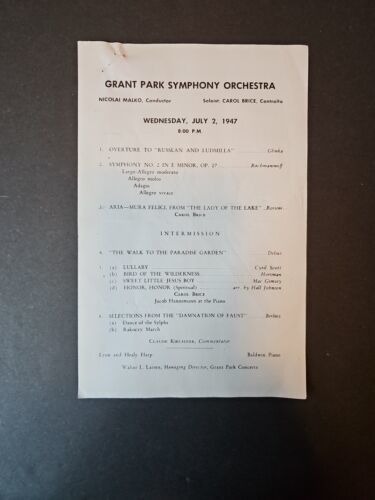 GRANT PARK SYMPHONY ORCHESTRA
NICOLAI MALKO, Conductor Soloist: CAROL BRICE, Contralto
WEDNESDAY, JULY 2, 1947
8:00 P.M.
1. OVERTURE TO "RUSSKAN AND LUDMILLA" Glinka
2. SYMPHONY NO. 2 IN E MINOR, OP. 27 Rachmaninoff
Largo-Allegro moderato
Allegro molto
Adagio
Allegro vivace
3. ARIA—MURA FELICI, FROM "THE LADY OF THE LAKE" Rossini
CAROL BRICE
INTERMISSION
4. "THE WALK TO THE PARADISE GARDEN" Delius
5. (a) LULLABY Cyril Scott
(b) BIRD OF THE WILDERNESS Horsman
(c) SWEET LITTLE JESUS BOY Mac Gimsey
(d) HONOR, HONOR (Spiritual) arr. by Hall Johnson
CAROL BRICE
Jacob Hannemann at the Piano
6. SELECTIONS FROM THE "DAMNATION OF FAUST" Berlioz
(a) Dance of the Sylphs
(b) Rakoczy March
CLAUDE KIRCHNER, Commentator
Lyon and Healy Harp Baldwin Piano
Walter L. Larsen, Managing Director, Grant Park Concerts